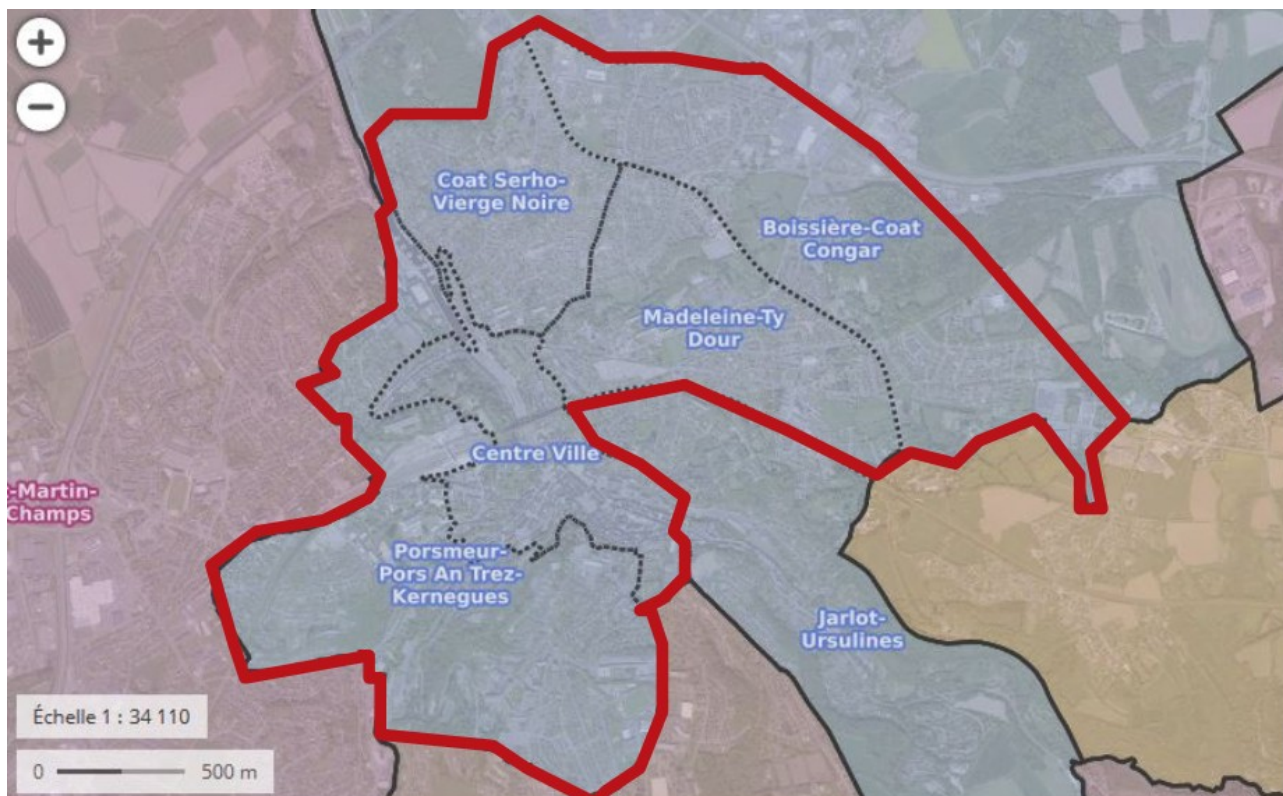 +
−
Coat Serho-
Vierge Noire
Boissière-Coat
Congar
Madeleine-Ty
Dour
Centre Ville
-Martin-
Champs
Porsmeur-
Pors An Trez-
Kernegues
Jarlot-
Ursulines
Échelle 1 : 34 110
0 500 m